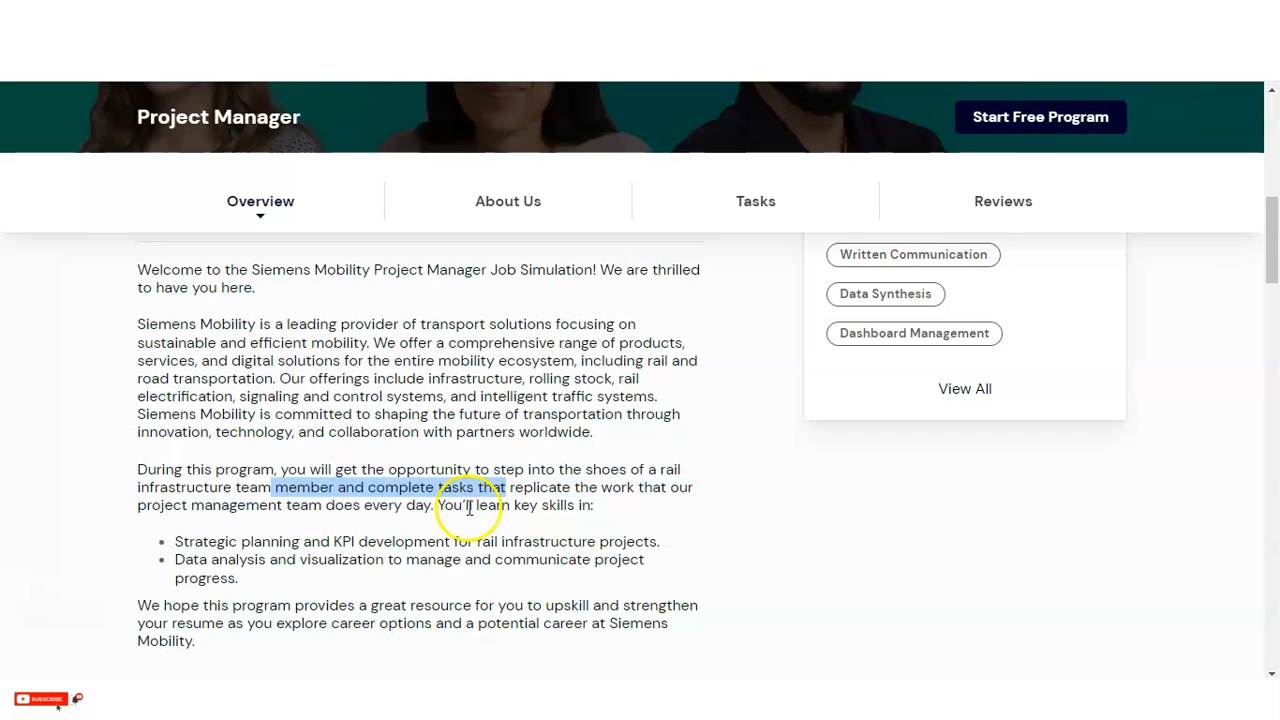 Project Manager
Start Free Program
Overview
About Us
Tasks
Reviews
Written Communication
Data Synthesis
Dashboard Management
View All
Welcome to the Siemens Mobility Project Manager Job Simulation! We are thrilled
to have you here.
Siemens Mobility is a leading provider of transport solutions focusing on
sustainable and efficient mobility. We offer a comprehensive range of products,
services, and digital solutions for the entire mobility ecosystem, including rail and
road transportation. Our offerings include infrastructure, rolling stock, rail
electrification, signaling and control systems, and intelligent traffic systems.
Siemens Mobility is committed to shaping the future of transportation through
innovation, technology, and collaboration with partners worldwide.
During this program, you will get the opportunity to step into the shoes of a rail
infrastructure team member and complete tasks that replicate the work that our
project management team does every day. You'll learn key skills in:
• Strategic planning and KPI development for rail infrastructure projects.
• Data analysis and visualization to manage and communicate project
progress.
We hope this program provides a great resource for you to upskill and strengthen
your resume as you explore career options and a potential career at Siemens
Mobility.
SUBSCRIBE